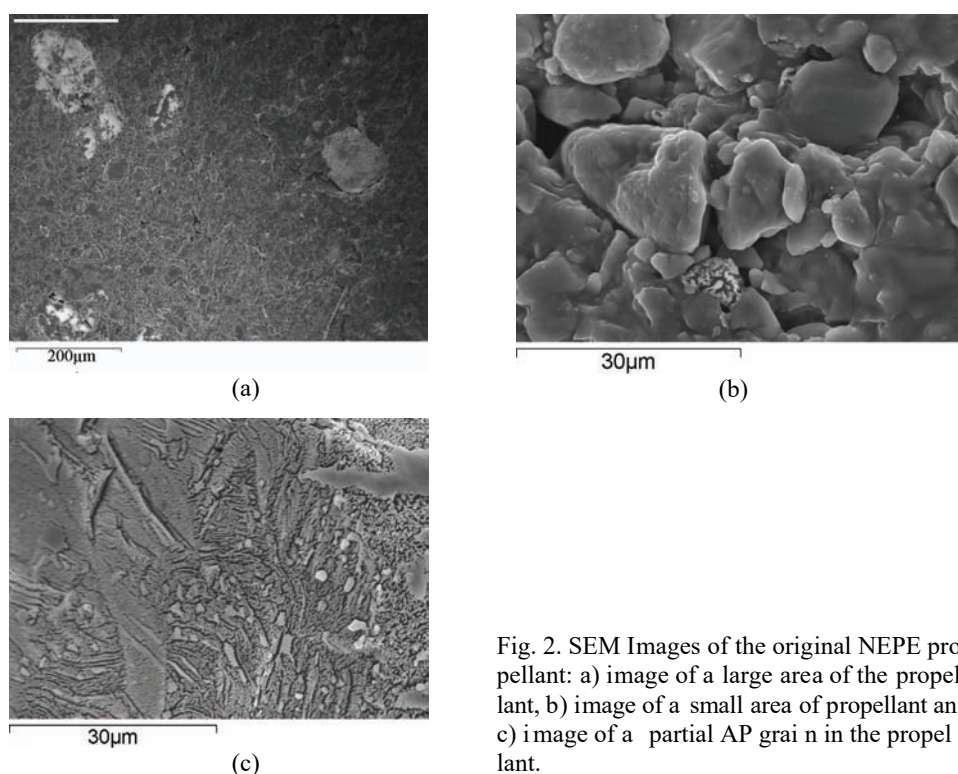 200μm
(a)
30μm
(b)
30μm
(c)
Fig. 2. SEM Images of the original NEPE pro
pellant: a) image of a large area of the propel
lant, b) image of a small area of propellant an
c) image of a partial AP grai n in the propel
lant.